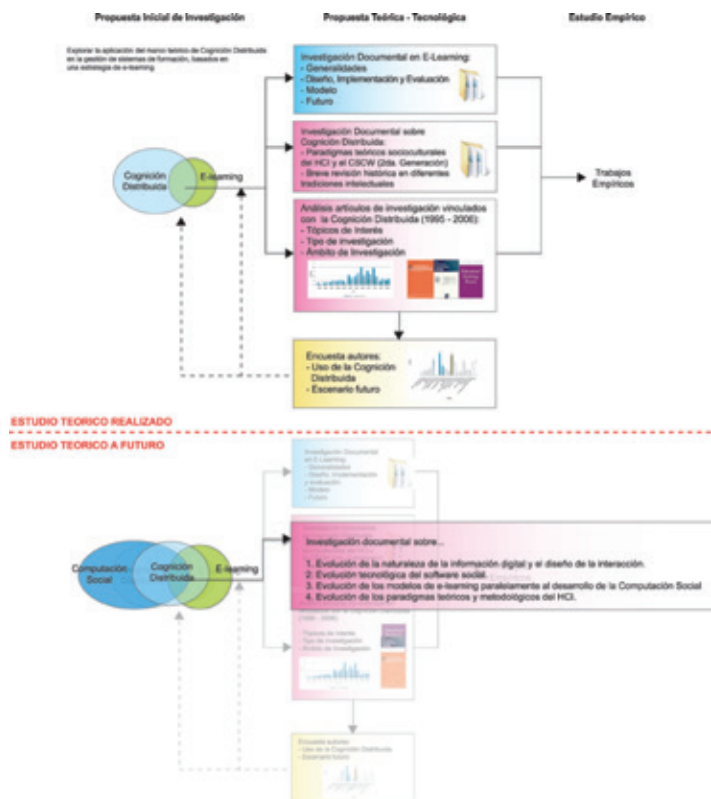 Propuesta Inicial de Investigación
Propuesta Teórica - Tecnológica
Estudio Empírico
Explorar la aplicación del marco teórico de Cognición Distribuida
en la gestión de sistemas de formación, basados en
una estrategia de e-learning
Investigación Documental en E-Learning:
- Generalidades
- Diseño, Implementación y Evaluación
- Modelo
- Futuro
Investigación Documental sobre
Cognición Distribuida:
- Paradigmas teóricos socioculturales
del HCI y el CSCW (2da. Generación)
- Breve revisión histórica en diferentes
tradiciones intelectuales
Cognición
Distribuida
E-learning
Trabajos
Empíricos
Análisis artículos de investigación vinculados
con la Cognición Distribuida (1995 - 2006):
- Tópicos de Interés
- Tipo de investigación
- Ámbito de Investigación
Encuesta autores:
- Uso de la Cognición
Distribuida
- Escenario futuro
ESTUDIO TEORICO REALIZADO
ESTUDIO TEORICO A FUTURO
Investigación Documental
en E-Learning:
- Generalidades
- Diseño, Implementación
y evaluación
- Modelo
- Futuro
Investigación documental sobre...
1. Evolución de la naturaleza de la información digital y el diseño de la interacción.
2. Evolución tecnológica del software social.
3. Evolución de los modelos de e-learning paralelamente al desarrollo de la Computación Social
4. Evolución de los paradigmas teóricos y metodológicos del HCI.
Computación
Social
Cognición
Distribuida
E-learning
(1995 - 2006)
Tópicos de interés
Tipo de investigación
Ámbito de investigación
Encuesta autores:
- Uso de la Cognición Distribuida
- Escenario futuro